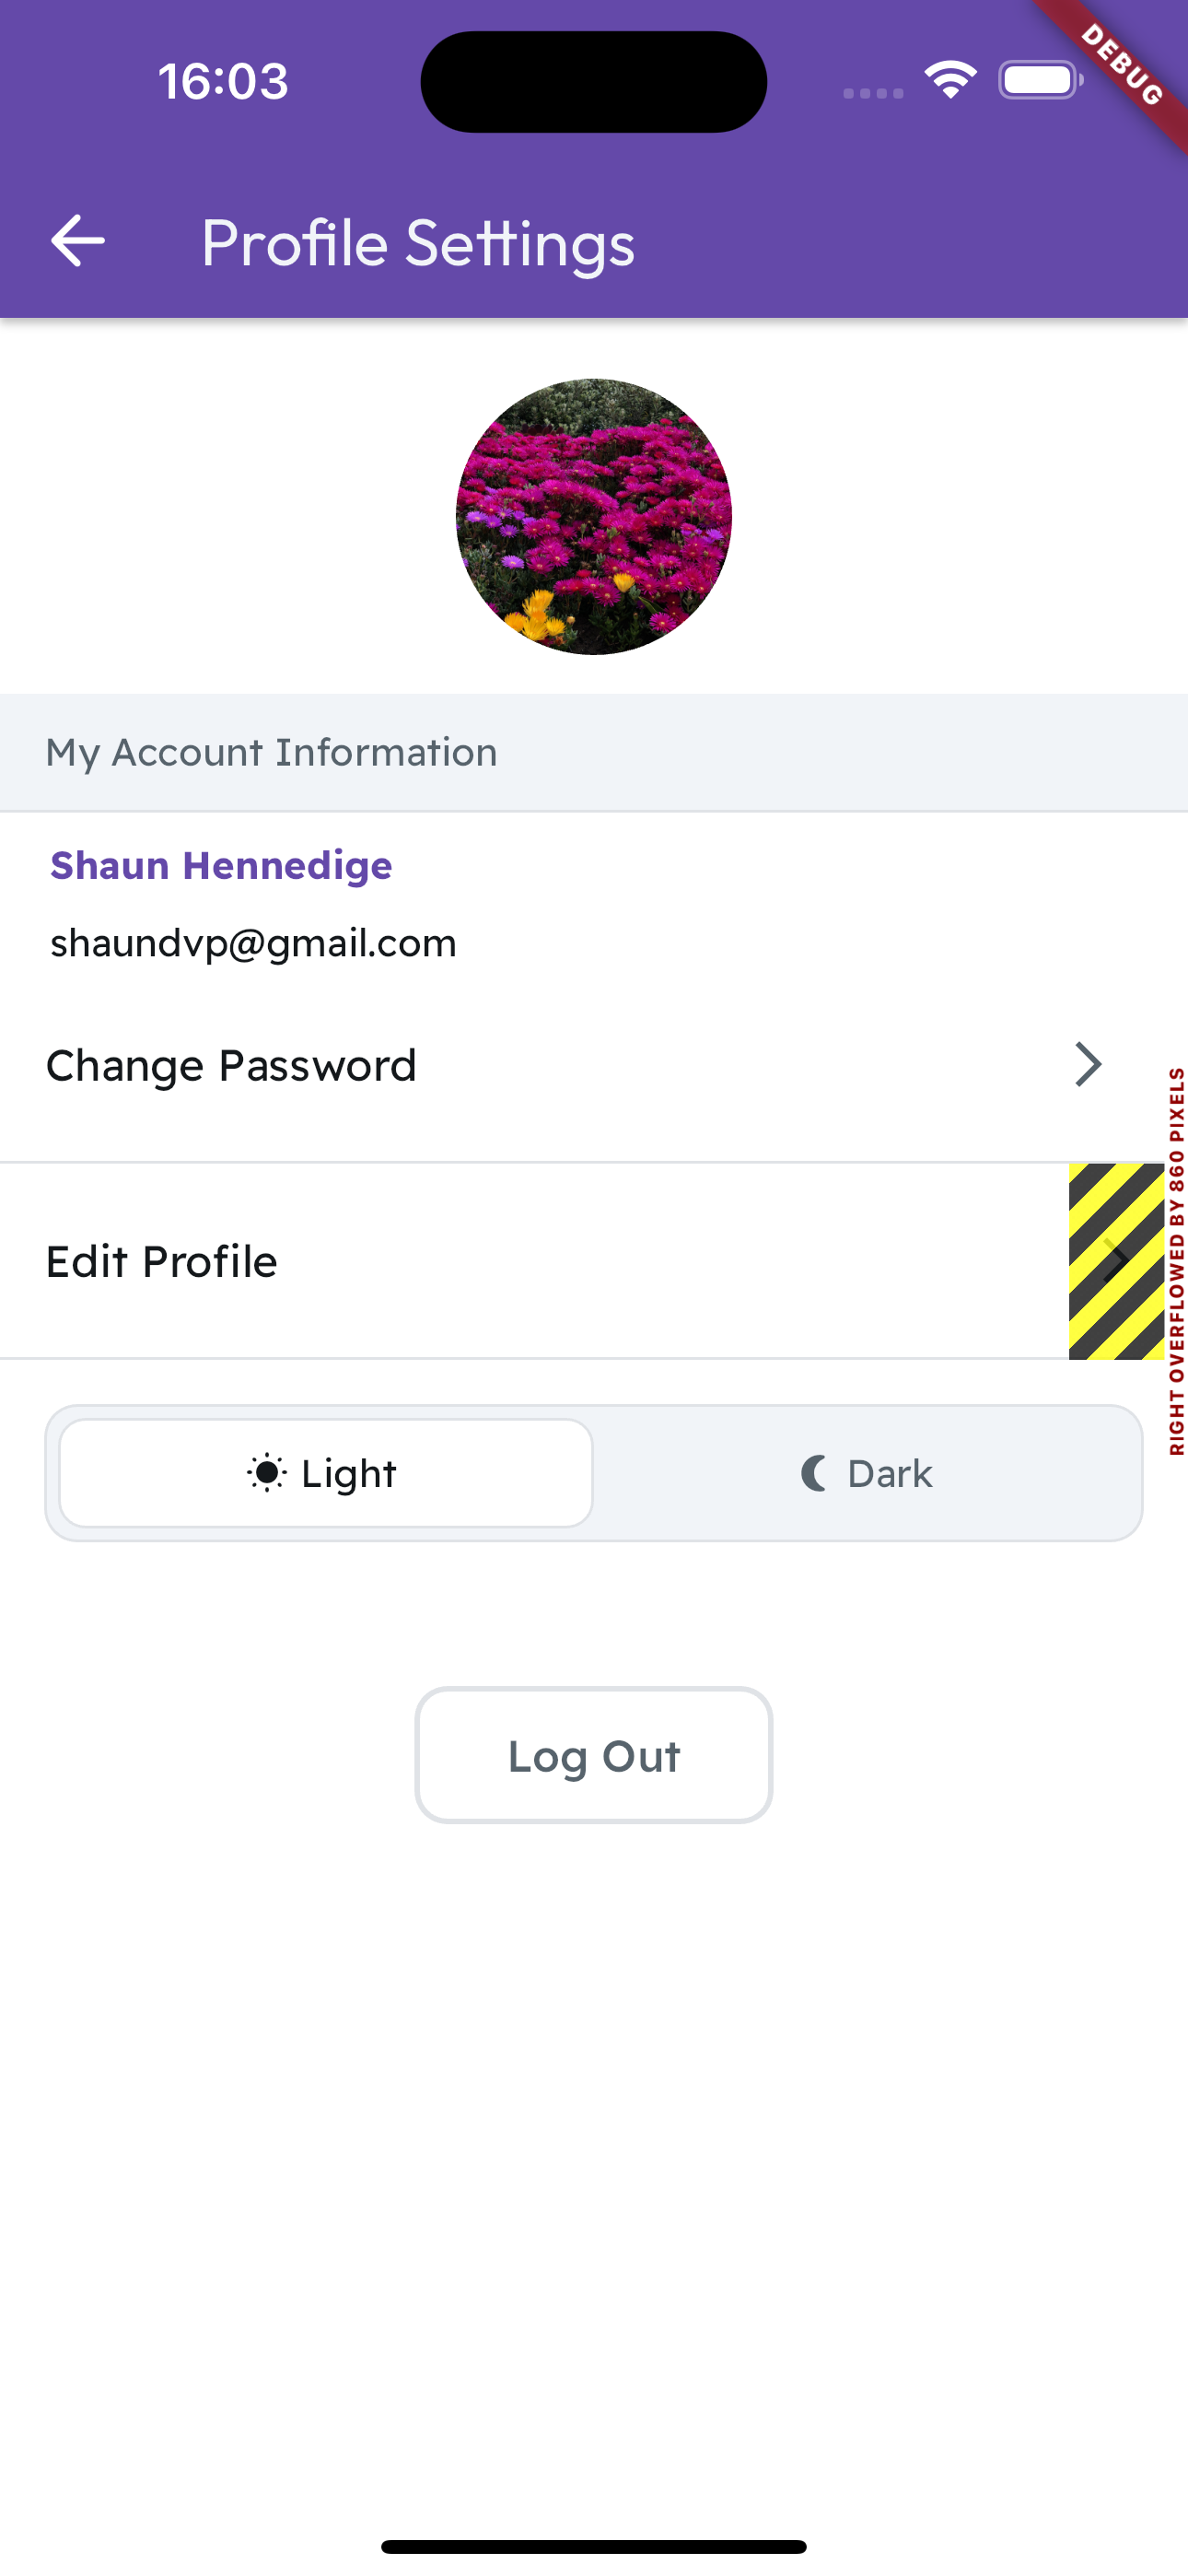 16:03
DEBUG
Profile Settings
My Account Information
Shaun Hennedige
shaundvp@gmail.com
Change Password
Edit Profile
RIGHT OVERFLOWED BY 860 PIXELS
Light
Dark
Log Out